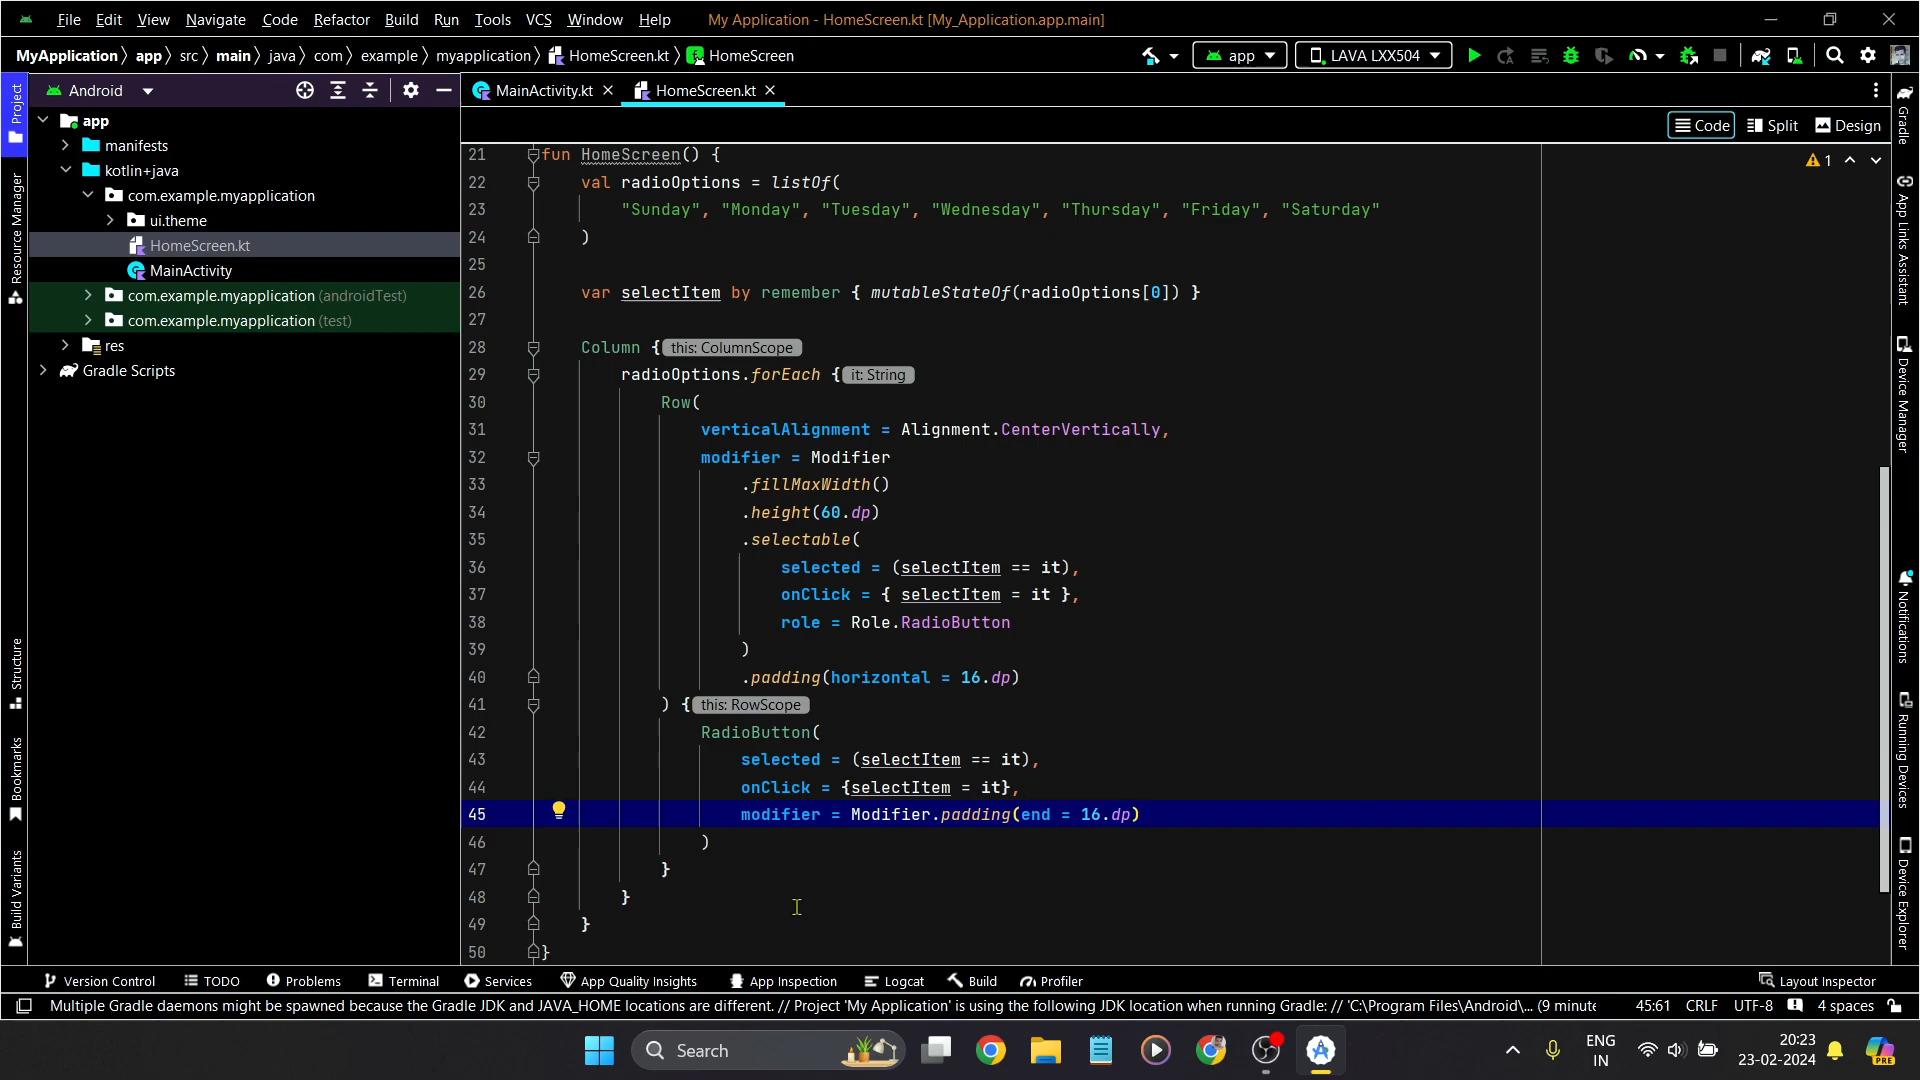 File Edit View Navigate Code Refactor Build Run Tools VCS Window Help My Application - HomeScreen.kt [My_Application.app.main]
MyApplication app src main java com example myapplication HomeScreen.kt HomeScreen app LAVA LXX504
Project Android MainActivity.kt HomeScreen.kt Gradle
Code Split Design
app
manifests
kotlin+java
com.example.myapplication
ui.theme
HomeScreen.kt
MainActivity
com.example.myapplication (androidTest)
com.example.myapplication (test)
res
Gradle Scripts
Resource Manager
Structure
Bookmarks
Build Variants
1
21 fun HomeScreen() {
22 val radioOptions = listOf(
23 "Sunday", "Monday", "Tuesday", "Wednesday", "Thursday", "Friday", "Saturday"
24 )
25
26 var selectItem by remember { mutableStateOf(radioOptions[0]) }
27
28 Column { this: ColumnScope
29 radioOptions.forEach { it: String
30 Row(
31 verticalAlignment = Alignment.CenterVertically,
32 modifier = Modifier
33 .fillMaxWidth()
34 .height(60.dp)
35 .selectable(
36 selected = (selectItem == it),
37 onClick = { selectItem = it },
38 role = Role.RadioButton
39 )
40 .padding(horizontal = 16.dp)
41 ) { this: RowScope
42 RadioButton(
43 selected = (selectItem == it),
44 onClick = {selectItem = it},
45 modifier = Modifier.padding(end = 16.dp)
46 )
47 }
48 }
49 }
50 }
App Links Assistant
Device Manager
Notifications
Running Devices
Device Explorer
Version Control TODO Problems Terminal Services App Quality Insights App Inspection Logcat Build Profiler Layout Inspector
Multiple Gradle daemons might be spawned because the Gradle JDK and JAVA_HOME locations are different. // Project 'My Application' is using the following JDK location when running Gradle: // 'C:\Program Files\Android\... (9 minute 45:61 CRLF UTF-8 4 spaces
Search ENG IN 20:23 23-02-2024 PRE